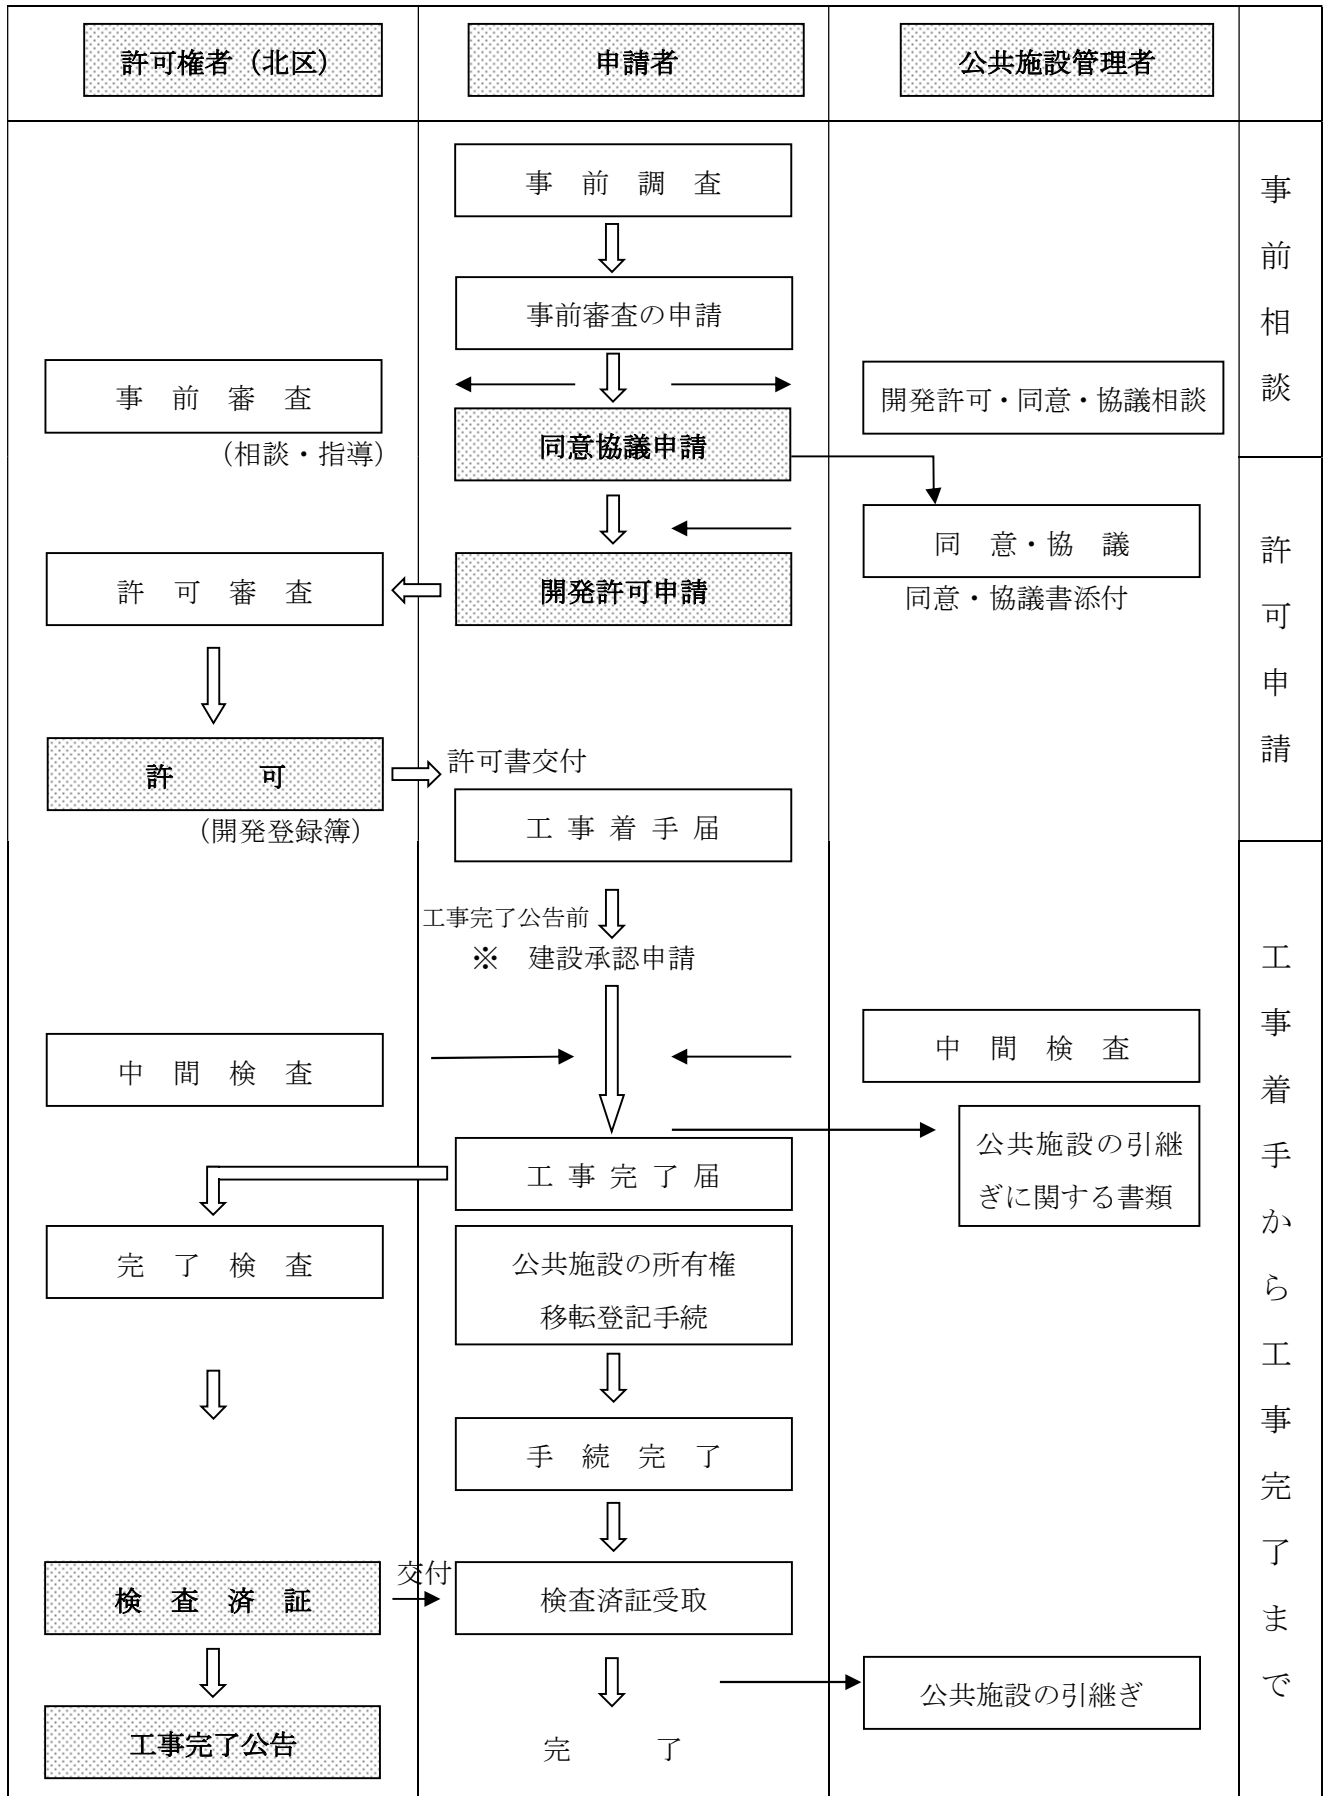 許可権者（北区）
申請者
公共施設管理者
事前調査
事前審査の申請
事前審査
（相談・指導）
開発許可・同意・協議相談
同意協議申請
事前相談
同意・協議
同意・協議書添付
許可審査
開発許可申請
許可
（開発登録簿）
許可書交付
工事着手届
許可申請
工事完了公告前
※　建設承認申請
中間検査
中間検査
公共施設の引継
ぎに関する書類
工事完了届
完了検査
公共施設の所有権
移転登記手続
手続完了
検査済証
交付
検査済証受取
公共施設の引継ぎ
工事完了公告
完了
工事着手から工事完了まで